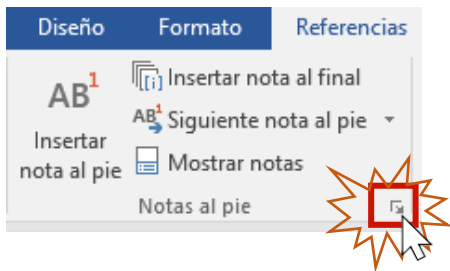 Diseño Formato Referencias
AB1
Insertar
nota al pie
[i] Insertar nota al final
AB1 Siguiente nota al pie
Mostrar notas
Notas al pie